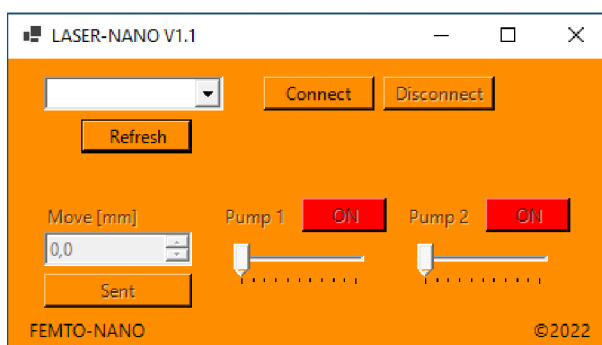 LASER-NANO V1.1
Connect Disconnect
Refresh
Move [mm] Pump 1 ON Pump 2 ON
0,0
Sent
FEMTO-NANO ©2022